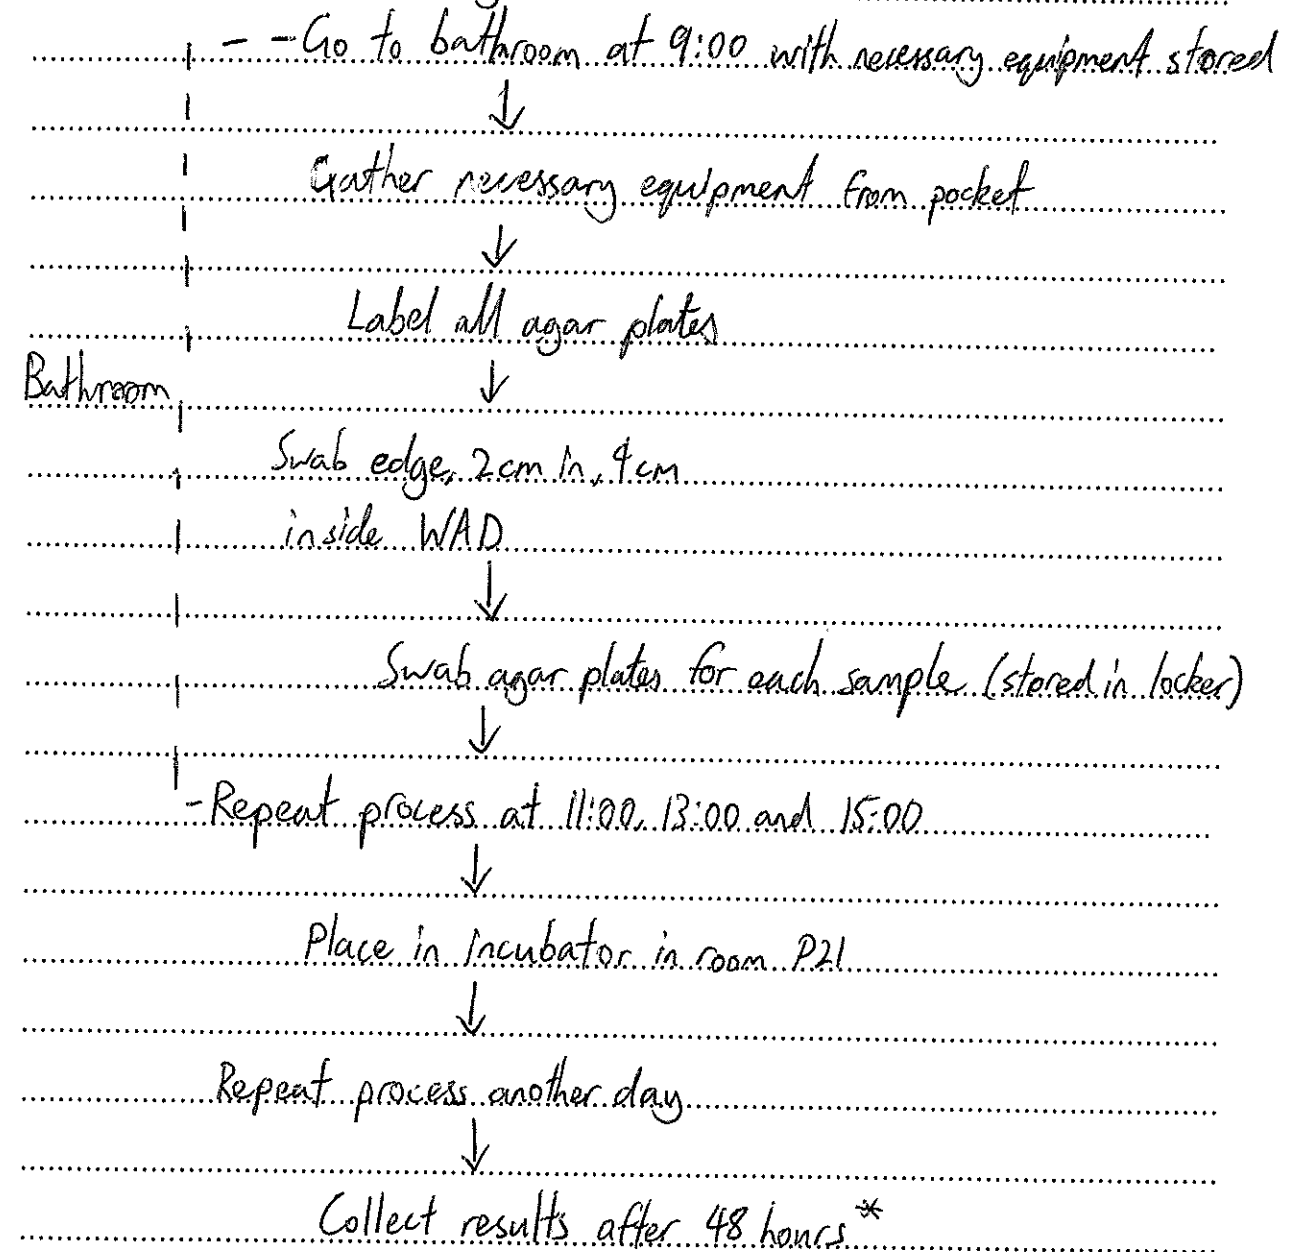 - -Go to bathroom at 9:00 with necessary equipment stored
↓
Gather necessary equipment from pocket
↓
Label all agar plates
Bathroom ↓
Swab edge, 2cm in, 4cm
inside WAD
↓
Swab agar plates for each sample (stored in locker)
↓
-Repeat process at 11:00, 13:00 and 15:00
↓
Place in incubator in room P21
↓
Repeat process another day
↓
Collect results after 48 hours*